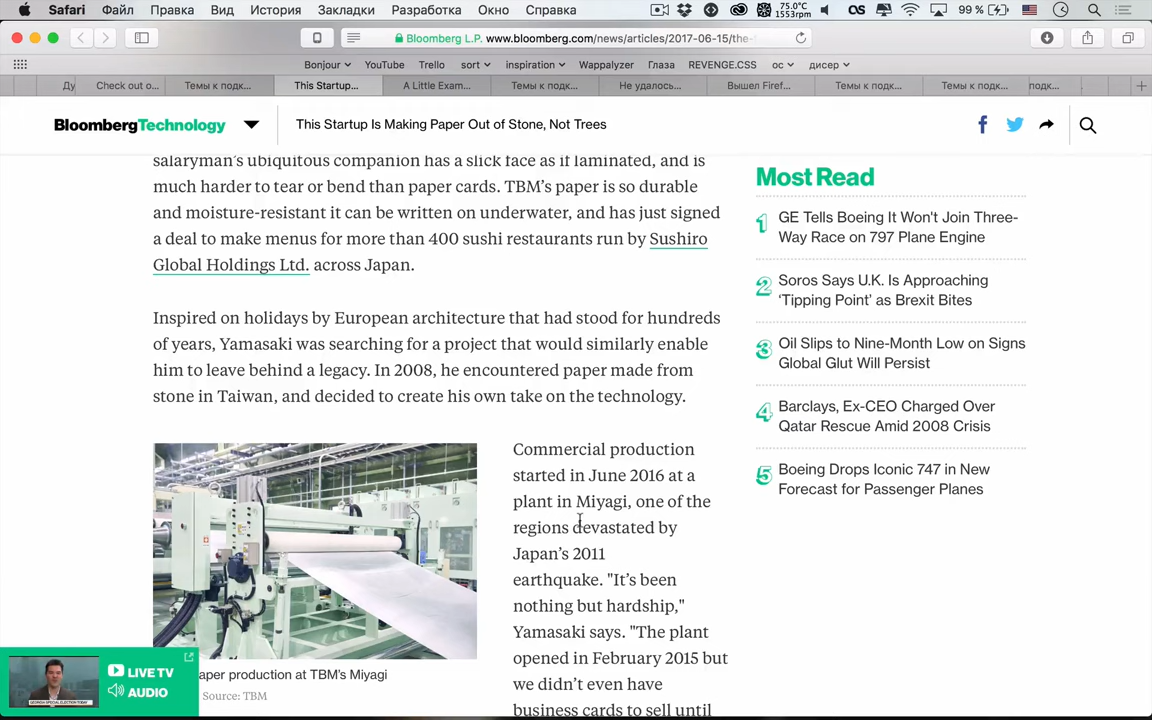 Safari Файл Правка Вид История Закладки Разработка Окно Справка 75.0°C 1553rpm 99 %
Bloomberg L.P. www.bloomberg.com/news/articles/2017-06-15/the-
Bonjour YouTube Trello sort inspiration Wappalyzer Глаза REVENGE.CSS ос дисер
Ду Check out o... Темы к подк... This Startup... A Little Exam... Темы к подк... Не удалось... Вышел Firef... Темы к подк... Темы к подк... подк...
BloombergTechnology This Startup Is Making Paper Out of Stone, Not Trees
salaryman's ubiquitous companion has a slick face as if laminated, and is
much harder to tear or bend than paper cards. TBM's paper is so durable
and moisture-resistant it can be written on underwater, and has just signed
a deal to make menus for more than 400 sushi restaurants run by Sushiro
Global Holdings Ltd. across Japan.
Inspired on holidays by European architecture that had stood for hundreds
of years, Yamasaki was searching for a project that would similarly enable
him to leave behind a legacy. In 2008, he encountered paper made from
stone in Taiwan, and decided to create his own take on the technology.
Commercial production
started in June 2016 at a
plant in Miyagi, one of the
regions devastated by
Japan's 2011
earthquake. "It's been
nothing but hardship,"
Yamasaki says. "The plant
opened in February 2015 but
we didn't even have
business cards to sell until
aper production at TBM's Miyagi
Source: TBM
LIVE TV
AUDIO
Most Read
1 GE Tells Boeing It Won't Join Three-
Way Race on 797 Plane Engine
2 Soros Says U.K. Is Approaching
'Tipping Point' as Brexit Bites
3 Oil Slips to Nine-Month Low on Signs
Global Glut Will Persist
4 Barclays, Ex-CEO Charged Over
Qatar Rescue Amid 2008 Crisis
5 Boeing Drops Iconic 747 in New
Forecast for Passenger Planes